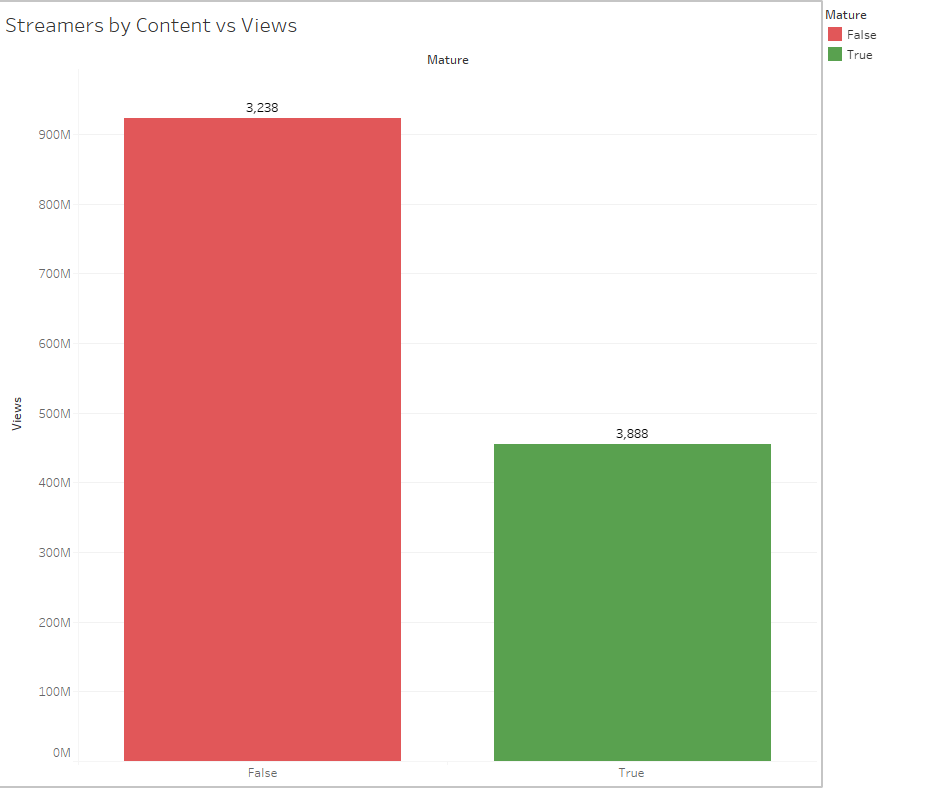 Streamers by Content vs Views
Mature
3,238
900M
800M
700M
600M
500M
3,888
400M
300M
200M
100M
0M
Views
False
True
Mature
False
True